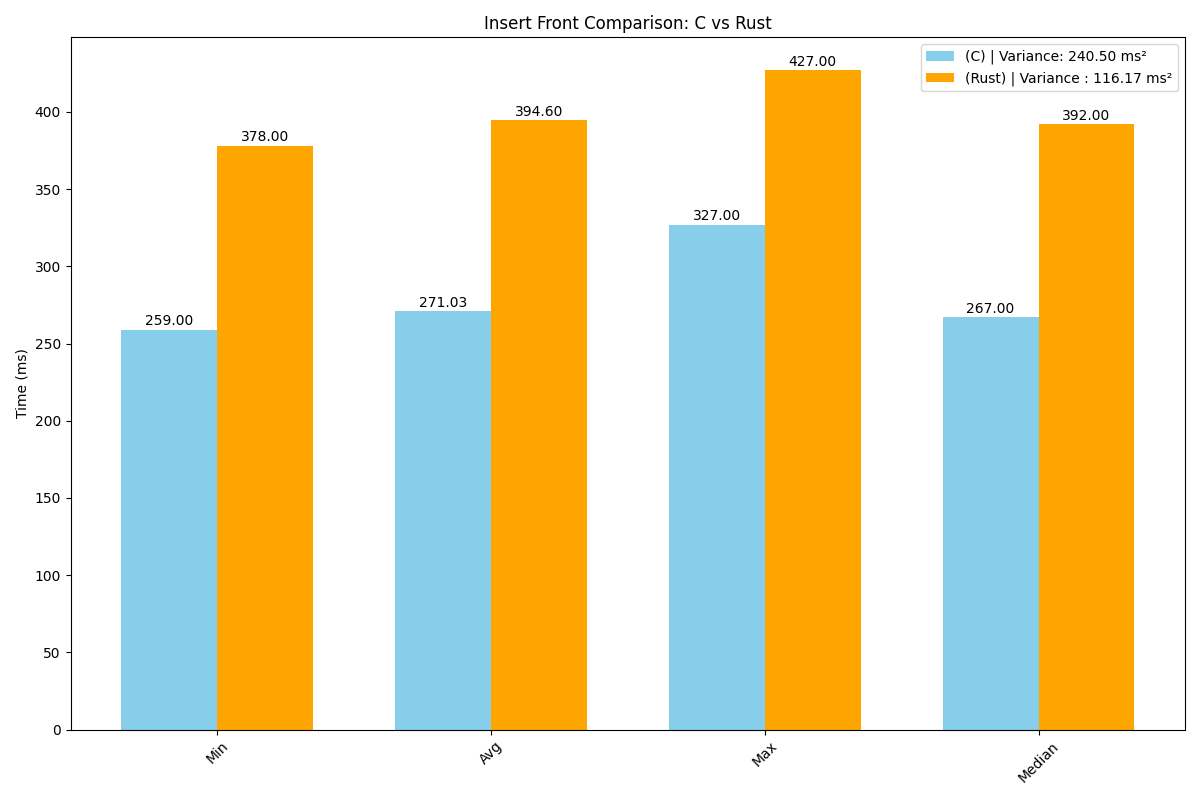 Insert Front Comparison: C vs Rust
(C) | Variance: 240.50 ms²
(Rust) | Variance : 116.17 ms²
Time (ms)
400
350
300
250
200
150
100
50
0
259.00
378.00
271.03
394.60
327.00
427.00
267.00
392.00
Min
Avg
Max
Median